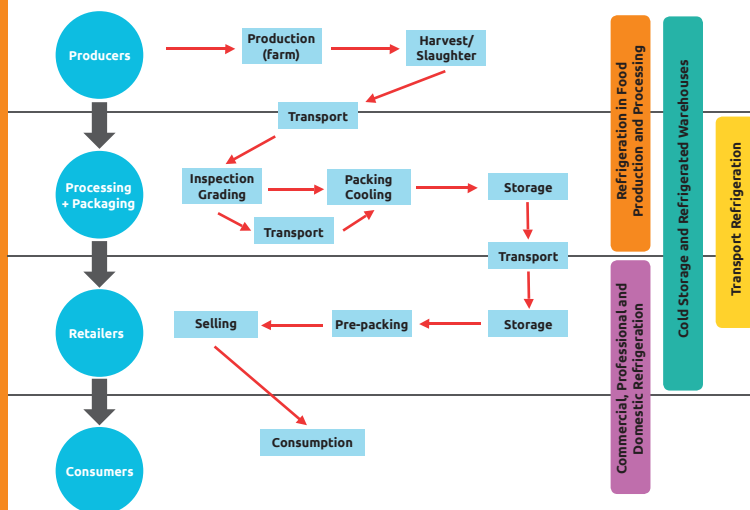 Producers
Production
(farm)
Harvest/
Slaughter
Transport
Processing
+ Packaging
Inspection
Grading
Packing
Cooling
Storage
Transport
Transport
Retailers
Selling
Pre-packing
Storage
Consumers
Consumption
Refrigeration in Food
Production and Processing
Commercial, Professional and
Domestic Refrigeration
Cold Storage and Refrigerated Warehouses
Transport Refrigeration